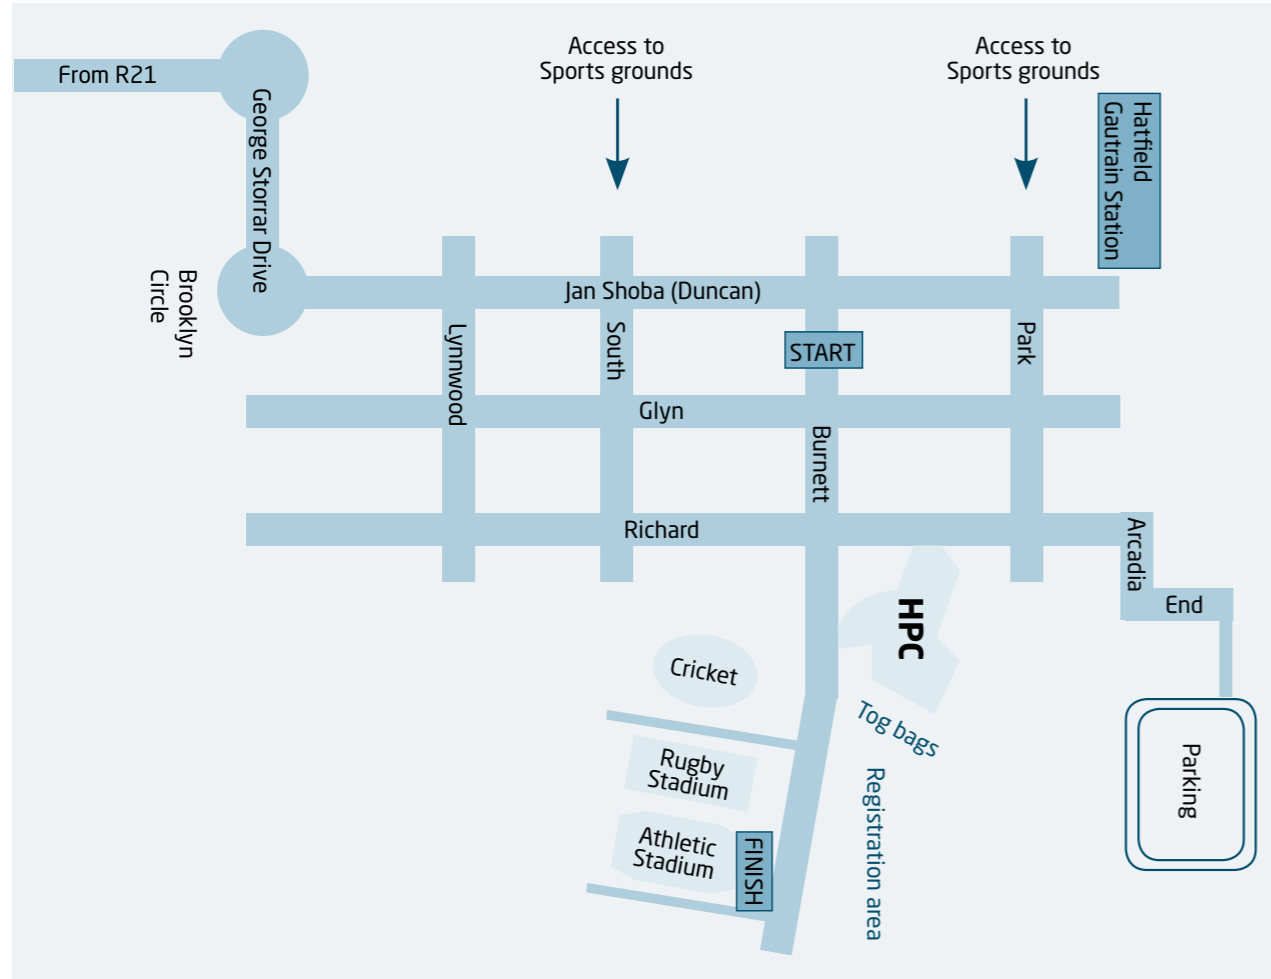 From R21
Access to
Sports grounds
Access to
Sports grounds
Hatfield
Gautrain Station
George Storrar Drive
Brooklyn
Circle
Jan Shoba (Duncan)
Lynnwood
South
START
Park
Glyn
Burnett
Richard
Arcadia
End
HPC
Cricket
Tog bags
Rugby
Stadium
Registration area
Parking
Athletic
Stadium
FINISH